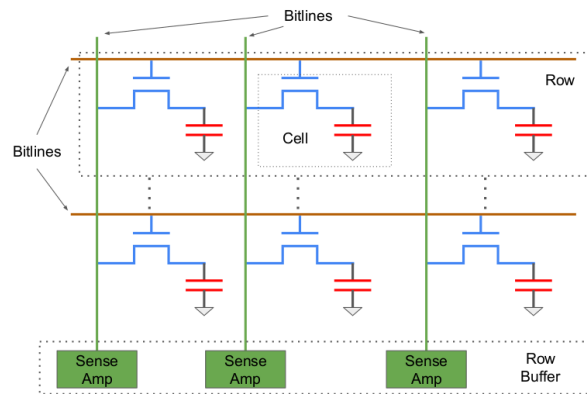 Bitlines
Row
Cell
Bitlines
Sense
Amp
Sense
Amp
Sense
Amp
Row
Buffer